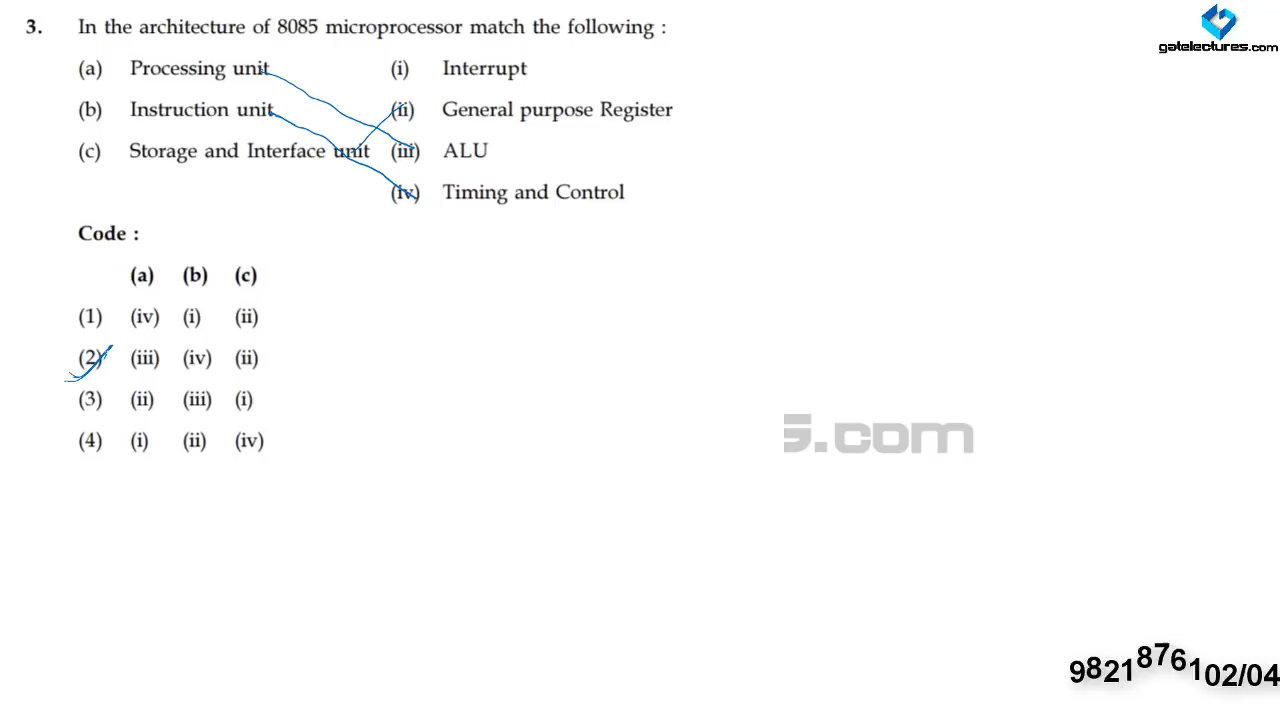 3. In the architecture of 8085 microprocessor match the following :
(a) Processing unit (i) Interrupt
(b) Instruction unit (ii) General purpose Register
(c) Storage and Interface unit (iii) ALU
(iv) Timing and Control
Code :
(a) (b) (c)
(1) (iv) (i) (ii)
(2) (iii) (iv) (ii)
(3) (ii) (iii) (i)
(4) (i) (ii) (iv)
gatelectures.com
s.com
9821876102/04